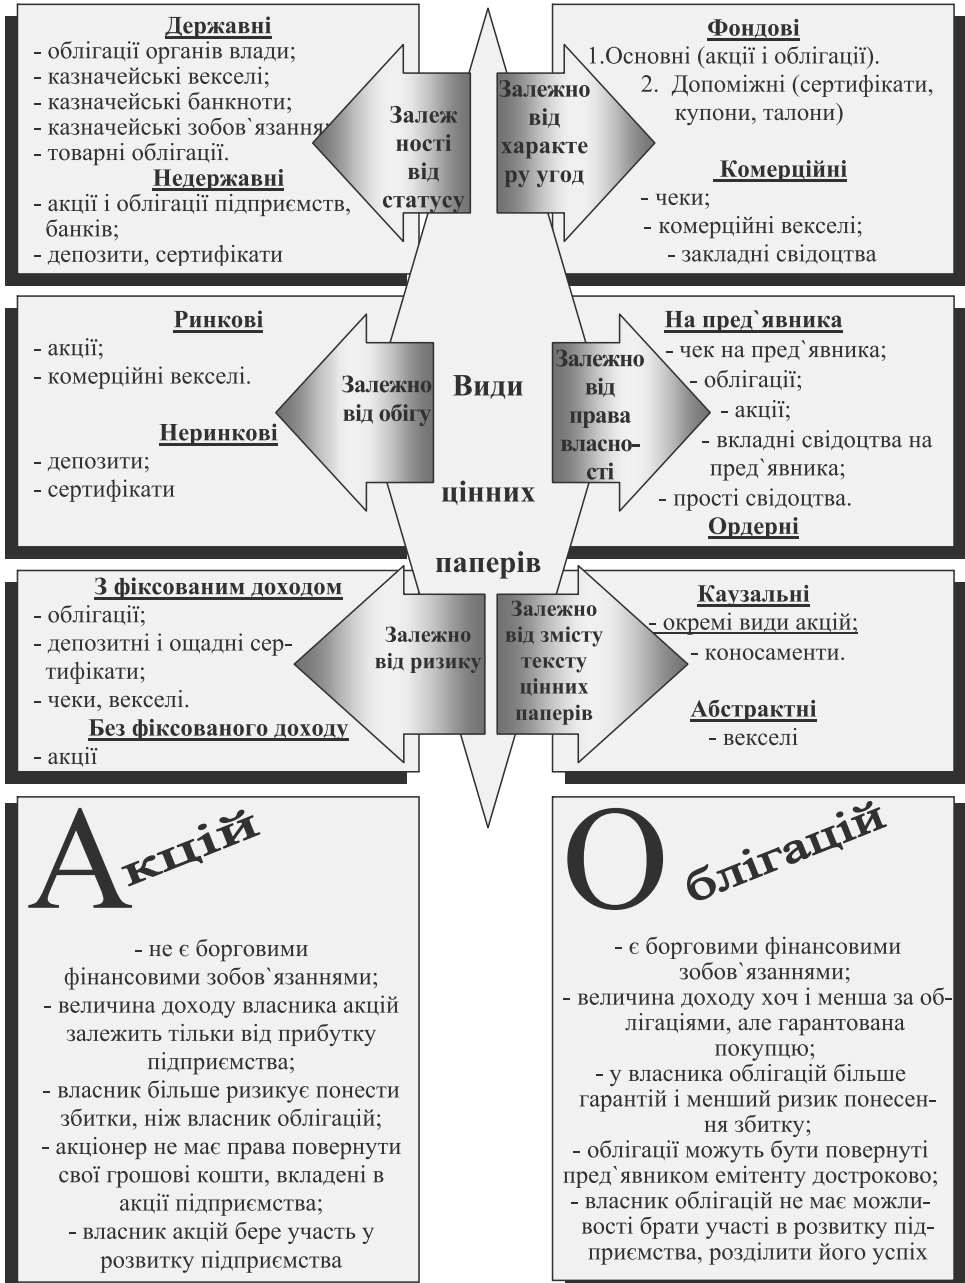 Державні
- облігації органів влади;
- казначейські векселі;
- казначейські банкноти;
- казначейські зобов`язання;
- товарні облігації.
Недержавні
- акції і облігації підприємств,
банків;
- депозити, сертифікати
Залеж
ності
від
статусу
Залежно
від
характе
ру угод
Фондові
1.Основні (акції і облігації).
2. Допоміжні (сертифікати,
купони, талони)
Комерційні
- чеки;
- комерційні векселі;
- закладні свідоцтва
Ринкові
- акції;
- комерційні векселі.
Неринкові
- депозити;
- сертифікати
Залежно
від обігу
Види
цінних
паперів
Залежно
від
права
власно-
сті
На пред`явника
- чек на пред`явника;
- облігації;
- акції;
- вкладні свідоцтва на
пред`явника;
- прості свідоцтва.
Ордерні
З фіксованим доходом
- облігації;
- депозитні і ощадні сер-
тифікати;
- чеки, векселі.
Без фіксованого доходу
- акції
Залежно
від ризику
Залежно
від змісту
тексту
цінних
паперів
Каузальні
- окремі види акцій;
- коносаменти.
Абстрактні
- векселі
Акцій
- не є борговими
фінансовими зобов`язаннями;
- величина доходу власника акцій
залежить тільки від прибутку
підприємства;
- власник більше ризикує понести
збитки, ніж власник облігацій;
- акціонер не має права повернути
свої грошові кошти, вкладені в
акції підприємства;
- власник акцій бере участь у
розвитку підприємства
Облігацій
- є борговими фінансовими
зобов`язаннями;
- величина доходу хоч і менша за об-
лігаціями, але гарантована
покупцю;
- у власника облігацій більше
гарантій і менший ризик понесен-
ня збитку;
- облігації можуть бути повернуті
пред`явником емітенту достроково;
- власник облігацій не має можли-
вості брати участі в розвитку під-
приємства, розділити його успіх